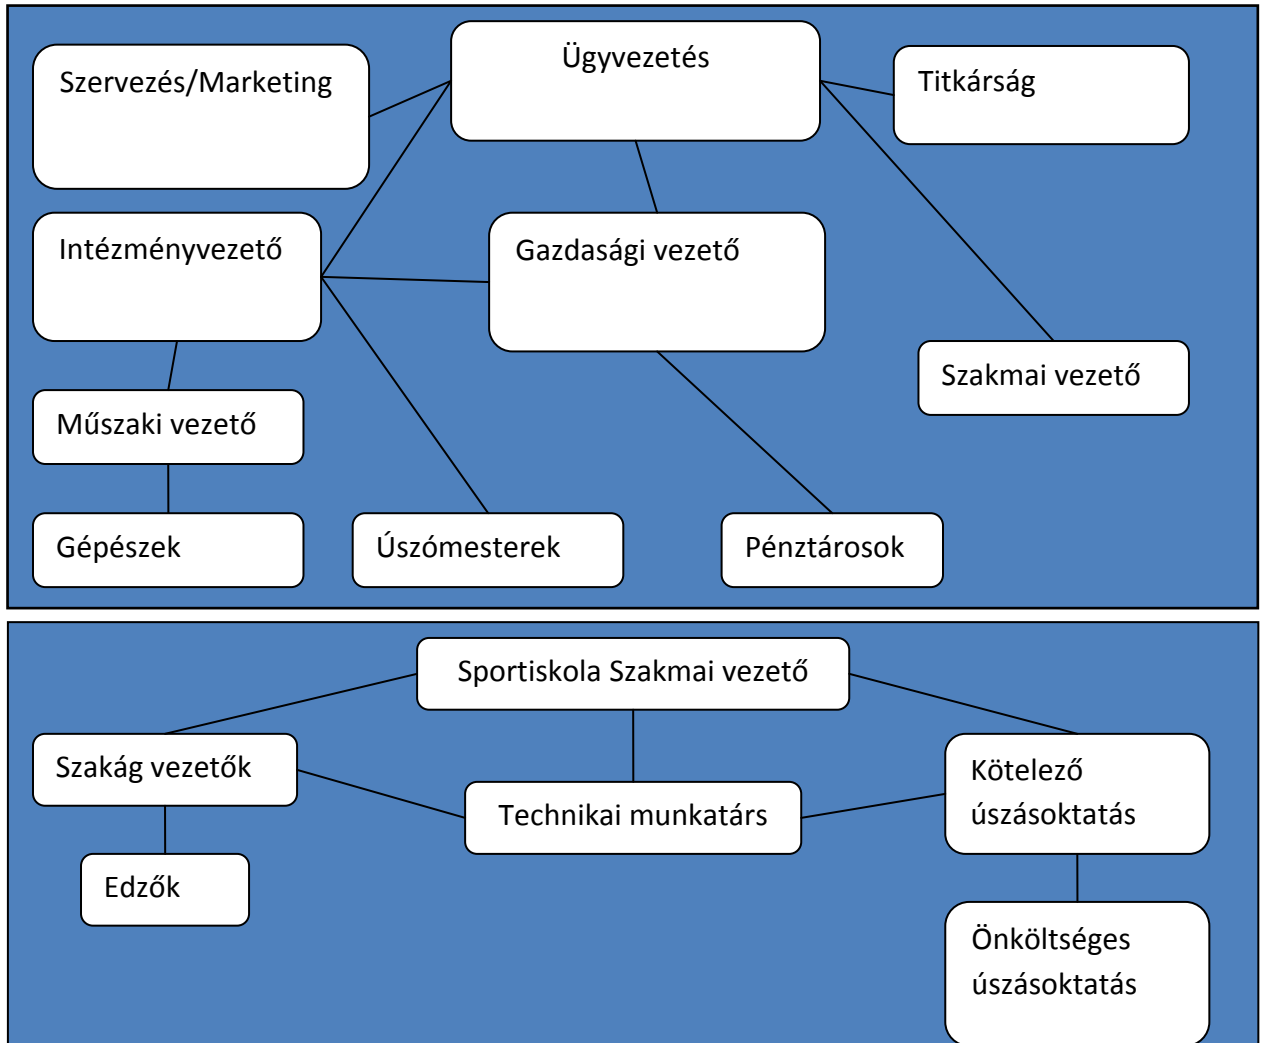 Szervezés/Marketing
Ügyvezetés
Titkárság
Intézményvezető
Gazdasági vezető
Szakmai vezető
Műszaki vezető
Gépészek
Úszómesterek
Pénztárosok
Sportiskola Szakmai vezető
Szakág vezetők
Technikai munkatárs
Kötelező
úszásoktatás
Edzők
Önköltséges
úszásoktatás